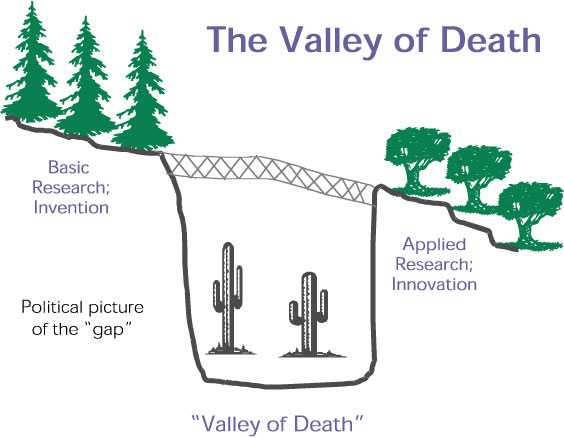 The Valley of Death
Basic
Research;
Invention
Applied
Research;
Innovation
Political picture
of the “gap”
“Valley of Death”